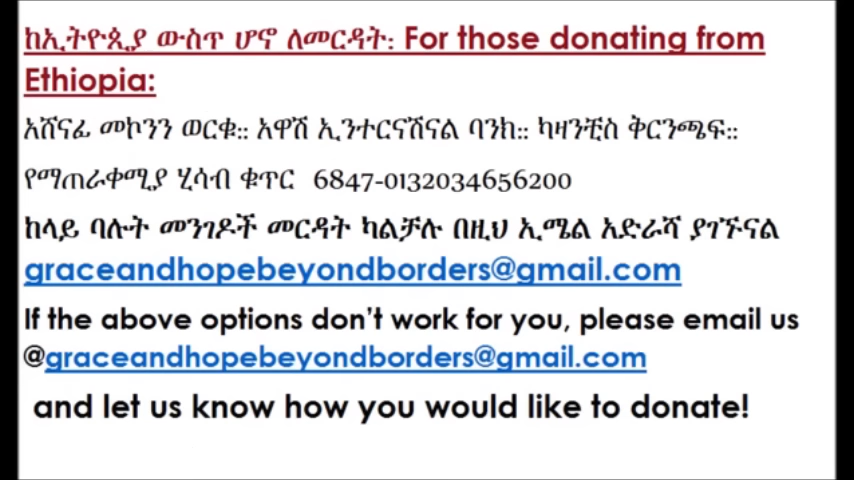 ከኢትዮጲያ ውስጥ ሆኖ ለመርዳት: For those donating from
Ethiopia:
አሸናፊ መኮንን ወርቁ:: አዋሽ ኢንተርናሽናል ባንክ:: ካዛንቺስ ቅርንጫፍ::
የማጠራቀሚያ ሂሳብ ቁጥር 6847-0132034656200
ከላይ ባሉት መንገዶች መርዳት ካልቻሉ በዚህ ኢሜል አድራሻ ያገኙናል
graceandhopebeyondborders@gmail.com
If the above options don't work for you, please email us
@graceandhopebeyondborders@gmail.com
and let us know how you would like to donate!